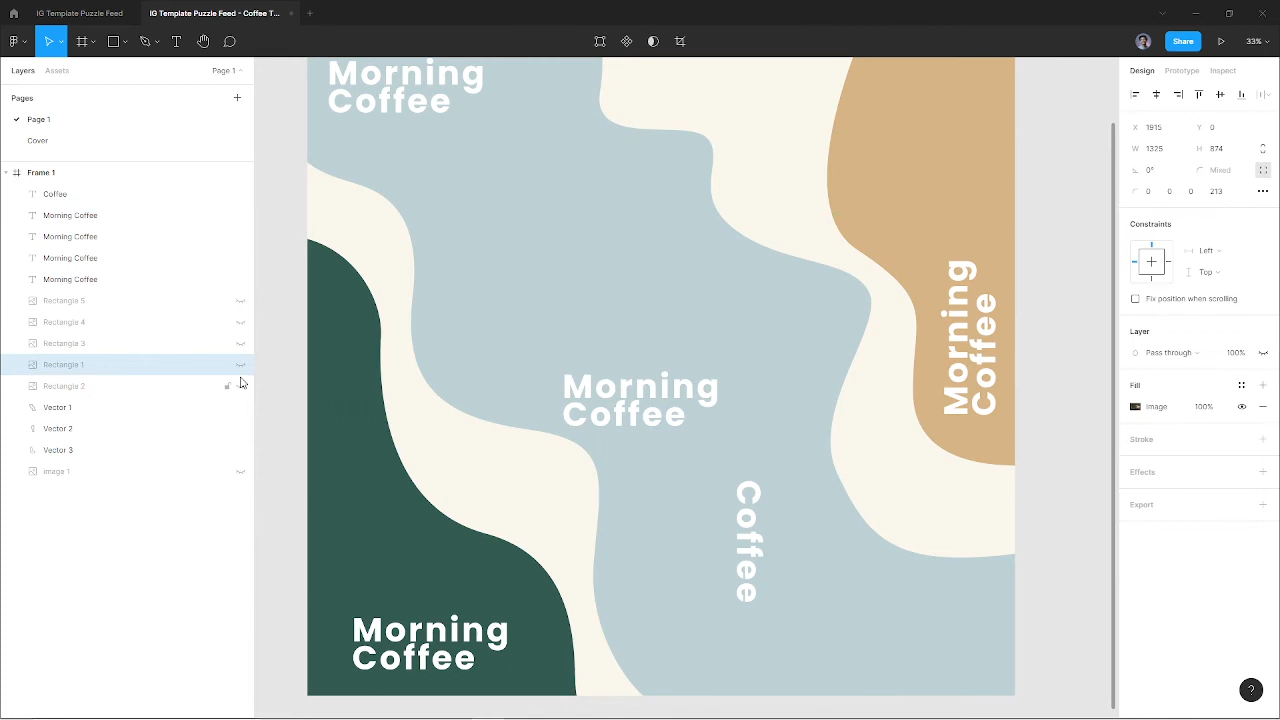 IG Template Puzzle Feed
IG Template Puzzle Feed - Coffee T...
Share
33%
Layers
Assets
Page 1
Pages
Page 1
Cover
Frame 1
Coffee
Morning Coffee
Morning Coffee
Morning Coffee
Morning Coffee
Rectangle 5
Rectangle 4
Rectangle 3
Rectangle 1
Rectangle 2
Vector 1
Vector 2
Vector 3
image 1
Morning
Coffee
Morning
Coffee
Morning
Coffee
Coffee
Morning
Coffee
Design
Prototype
Inspect
X 1915
Y 0
W 1325
H 874
0°
Mixed
0 0 0 213
Constraints
Left
Top
Fix position when scrolling
Layer
Pass through 100%
Fill
Image 100%
Stroke
Effects
Export
?